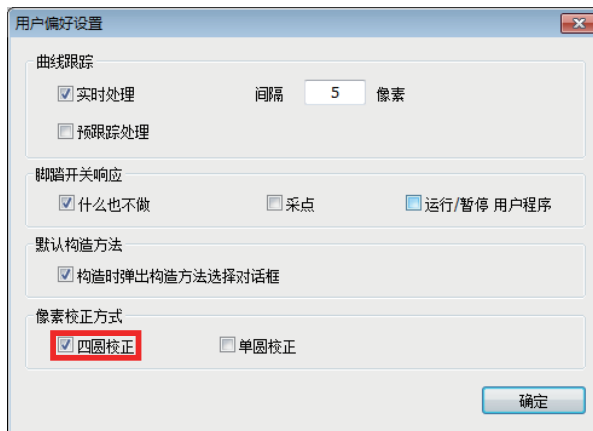 用户偏好设置
曲线跟踪
实时处理 间隔 5 像素
预跟踪处理
脚踏开关响应
什么也不做 采点 运行/暂停 用户程序
默认构造方法
构造时弹出构造方法选择对话框
像素校正方式
四圆校正 单圆校正
确定